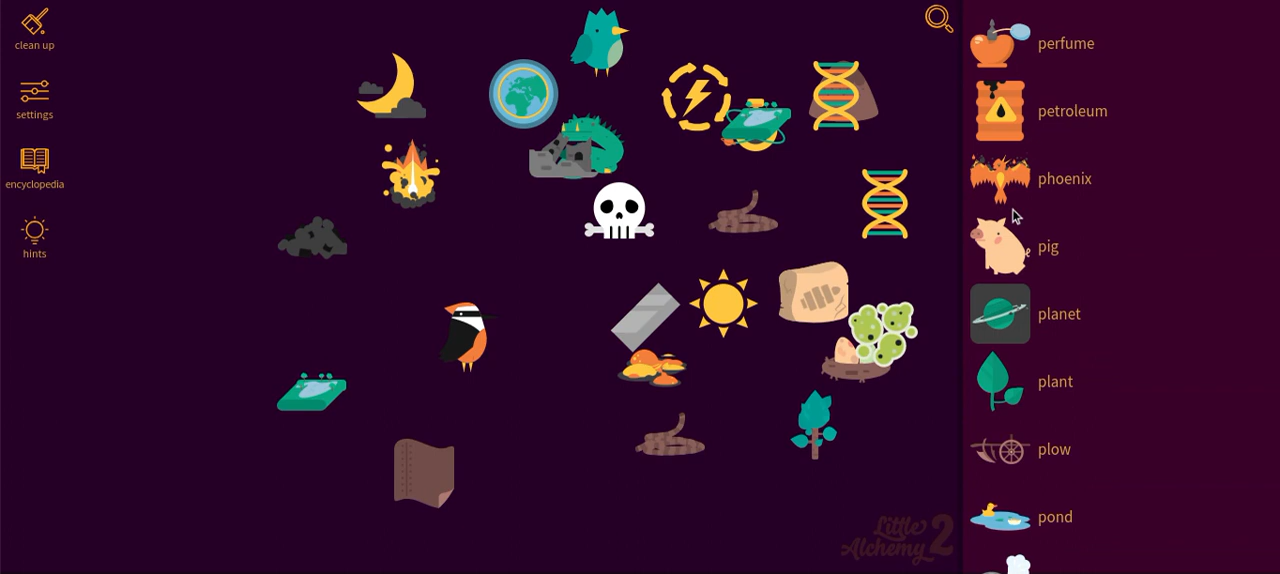 clean up
settings
encyclopedia
hints
perfume
petroleum
phoenix
pig
planet
plant
plow
pond
Little
Alchemy 2